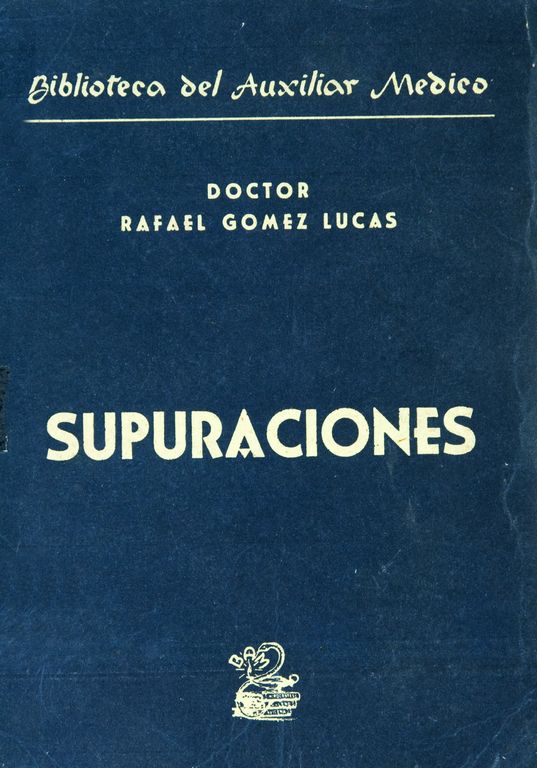 Biblioteca del Auxiliar Medico
DOCTOR
RAFAEL GOMEZ LUCAS
SUPURACIONES
B.A.M